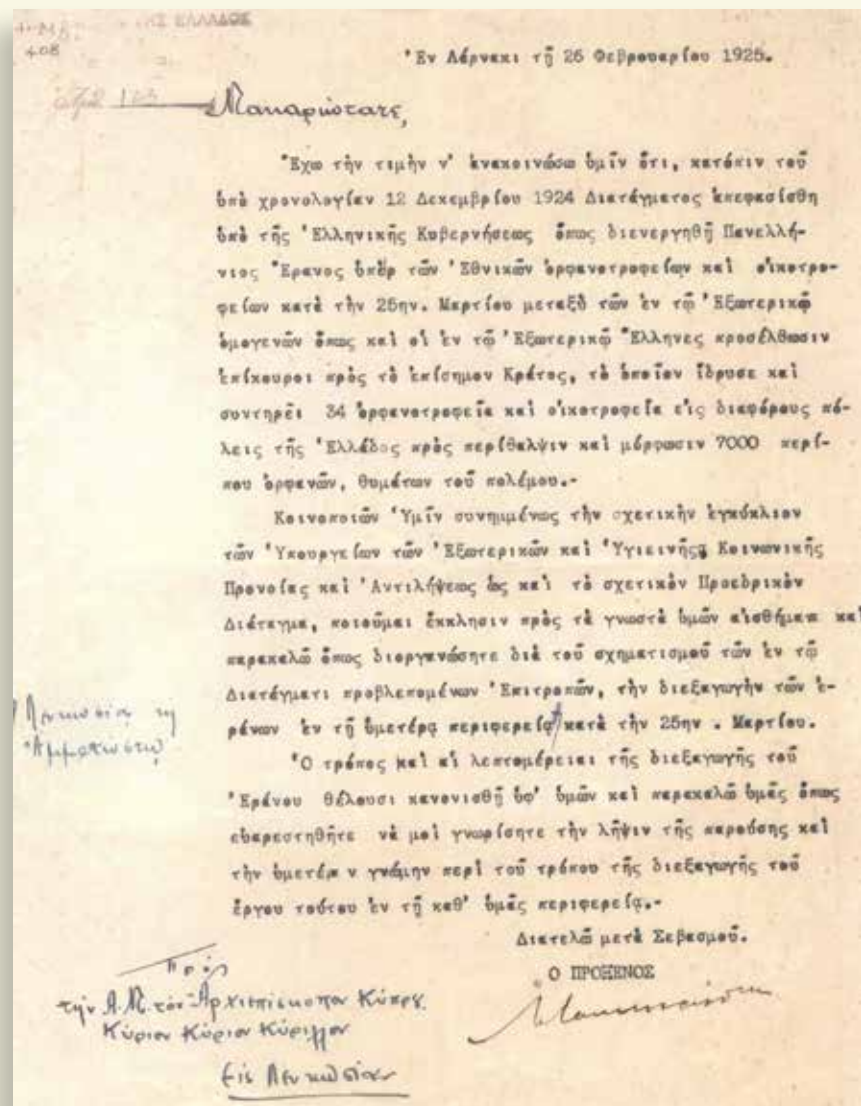 ΤΗΣ ΕΛΛΑΔΟΣ
408
Ἐν Λάρνακι τῇ 26 Φεβρουαρίου 1925.
Μακαριώτατε,
Ἔχω τὴν τιμὴν ν' ἀνακοινώσω ὑμῖν ὅτι, κατόπιν τοῦ
ὑπὸ χρονολογίαν 12 Δεκεμβρίου 1924 Διατάγματος ἀπεφασίσθη
ὑπὸ τῆς Ἑλληνικῆς Κυβερνήσεως ὅπως διενεργηθῇ Πανελλή-
νιος Ἔρανος ὑπὲρ τῶν Ἐθνικῶν ὀρφανοτροφείων καὶ οἰκοτρο-
φείων κατὰ τὴν 25ην. Μαρτίου μεταξὺ τῶν ἐν τῷ Ἐξωτερικῷ
ὁμογενῶν ὅπως καὶ οἱ ἐν τῷ Ἐξωτερικῷ Ἕλληνες προσέλθωσιν
ἐπίκουροι πρὸς τὸ ἐπίσημον Κράτος, τὸ ὁποῖον ἵδρυσε καὶ
συντηρεῖ 34 ὀρφανοτροφεῖα καὶ οἰκοτροφεῖα εἰς διαφόρους πό-
λεις τῆς Ἑλλάδος πρὸς περίθαλψιν καὶ μόρφωσιν 7000 περί-
που ὀρφανῶν, θυμάτων τοῦ πολέμου.-
Κοινοποιῶν Ὑμῖν συνημμένως τὴν σχετικὴν ἐγκύκλιον
τῶν Ὑπουργείων τῶν Ἐξωτερικῶν καὶ Ὑγιεινῆς, Κοινωνικῆς
Προνοίας καὶ Ἀντιλήψεως ὡς καὶ τὸ σχετικὸν Προεδρικὸν
Διάταγμα, ποιοῦμαι ἔκκλησιν πρὸς τὰ γνωστὰ ὑμῶν αἰσθήματα καὶ
παρακαλῶ ὅπως διοργανώσητε διὰ τοῦ σχηματισμοῦ τῶν ἐν τῷ
Διατάγματι προβλεπομένων Ἐπιτροπῶν, τὴν διεξαγωγὴν τῶν ἐ-
ράνων ἐν τῇ ὑμετέρᾳ περιφερείᾳ κατὰ τὴν 25ην . Μαρτίου.
Λευκωσίαν τῇ
Ἀμμοχώστῳ
Ὁ τρόπος καὶ αἱ λεπτομέρειαι τῆς διεξαγωγῆς τοῦ
Ἐράνου θέλουσι κανονισθῇ ὑφ' ὑμῶν καὶ παρακαλῶ ὑμᾶς ὅπως
εὐαρεστηθῆτε νὰ μοὶ γνωρίσητε τὴν λῆψιν τῆς παρούσης καὶ
τὴν ὑμετέρ ν γνώμην περὶ τοῦ τρόπου τῆς διεξαγωγῆς τοῦ
ἔργου τούτου ἐν τῇ καθ' ὑμᾶς περιφερείᾳ.-
Διατελῶ μετὰ Σεβασμοῦ.
Ο ΠΡΟΞΕΝΟΣ
Πρός
τὴν Α.Μ. τὸν Ἀρχιεπίσκοπον Κύπρου
Κύριον Κύριον Κύριλλον
Εἰς Λευκωσίαν